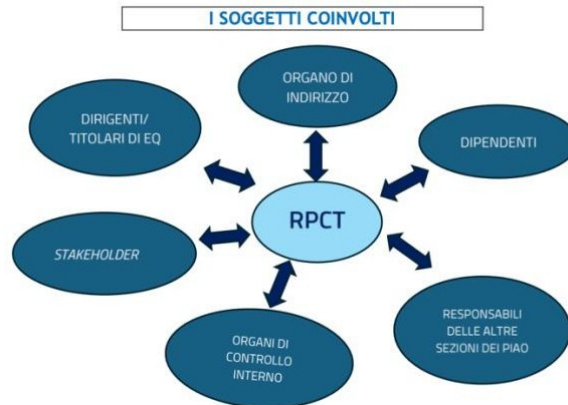 I SOGGETTI COINVOLTI
ORGANO DI
INDIRIZZO
DIRIGENTI/
TITOLARI DI EQ
DIPENDENTI
RPCT
STAKEHOLDER
RESPONSABILI
DELLE ALTRE
SEZIONI DEI PIAO
ORGANI DI
CONTROLLO
INTERNO